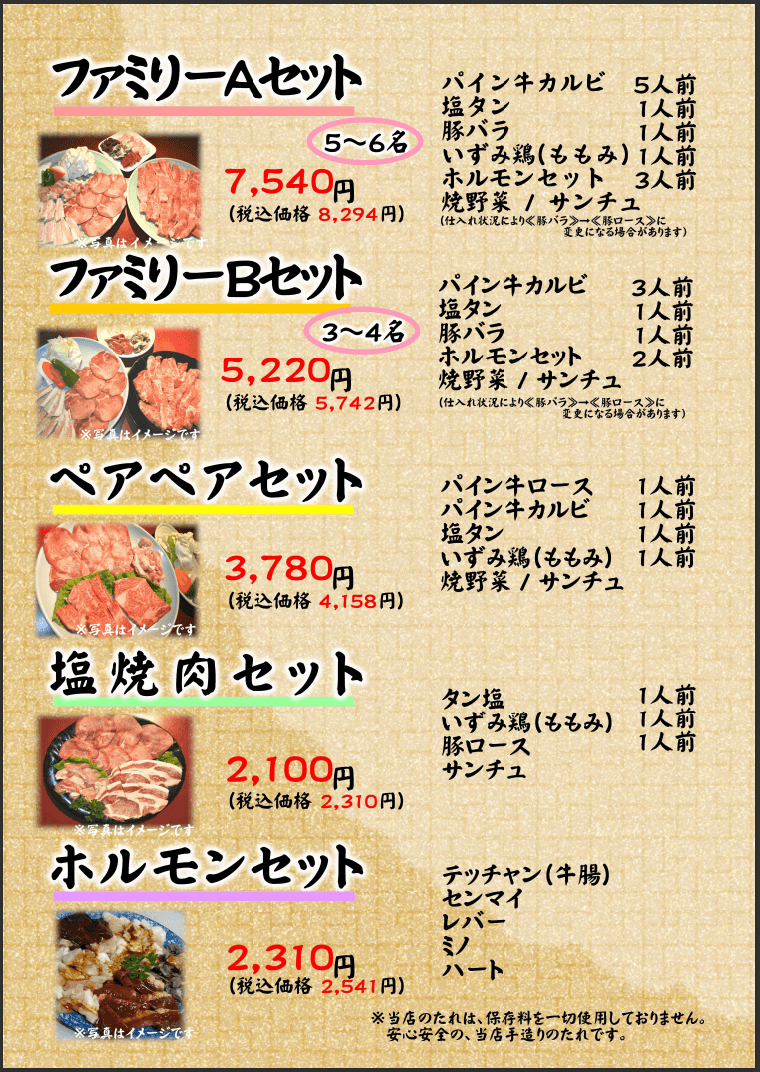 ファミリーAセット
5〜6名
7,540円
(税込価格 8,294円)
※写真はイメージです
パイン牛カルビ 5人前
塩タン 1人前
豚バラ 1人前
いずみ鶏(ももみ) 1人前
ホルモンセット 3人前
焼野菜 / サンチュ
(仕入れ状況により≪豚バラ≫→≪豚ロース≫に
変更になる場合があります)
ファミリーBセット
3〜4名
5,220円
(税込価格 5,742円)
※写真はイメージです
パイン牛カルビ 3人前
塩タン 1人前
豚バラ 1人前
ホルモンセット 2人前
焼野菜 / サンチュ
(仕入れ状況により≪豚バラ≫→≪豚ロース≫に
変更になる場合があります)
ペアペアセット
3,780円
(税込価格 4,158円)
※写真はイメージです
パイン牛ロース 1人前
パイン牛カルビ 1人前
塩タン 1人前
いずみ鶏(ももみ) 1人前
焼野菜 / サンチュ
塩焼肉セット
2,100円
(税込価格 2,310円)
※写真はイメージです
タン塩 1人前
いずみ鶏(ももみ) 1人前
豚ロース 1人前
サンチュ
ホルモンセット
2,310円
(税込価格 2,541円)
※写真はイメージです
テッチャン(牛腸)
センマイ
レバー
ミノ
ハート
※当店のたれは、保存料を一切使用しておりません。
安心安全の、当店手造りのたれです。